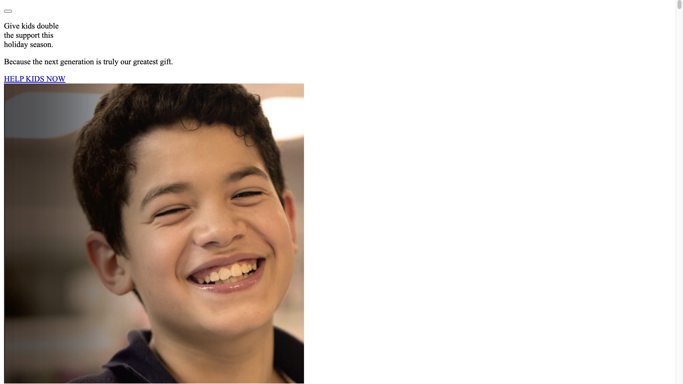 Give kids double
the support this
holiday season.
Because the next generation is truly our greatest gift.
HELP KIDS NOW